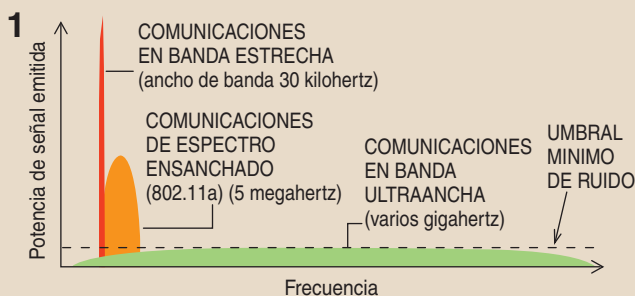 1
Potencia de señal emitida
COMUNICACIONES
EN BANDA ESTRECHA
(ancho de banda 30 kilohertz)
COMUNICACIONES
DE ESPECTRO
ENSANCHADO
(802.11a) (5 megahertz)
COMUNICACIONES
EN BANDA
ULTRAANCHA
(varios gigahertz)
UMBRAL
MINIMO
DE RUIDO
Frecuencia